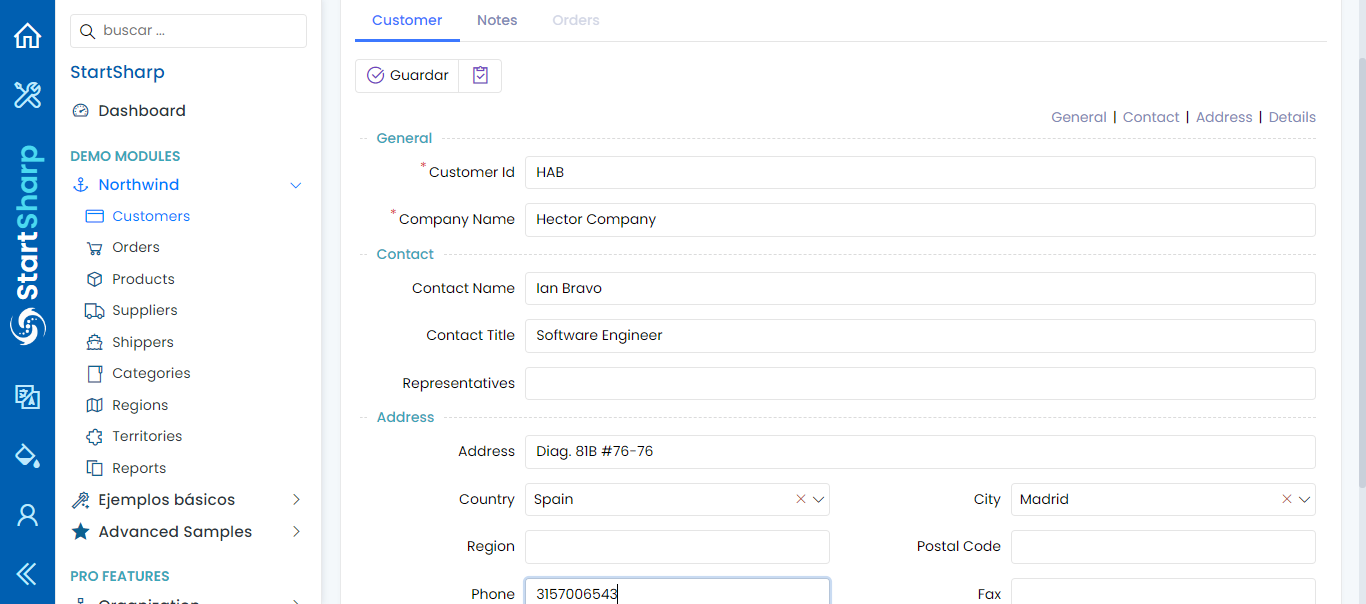 StartSharp
buscar ...
StartSharp
Dashboard
DEMO MODULES
Northwind
Customers
Orders
Products
Suppliers
Shippers
Categories
Regions
Territories
Reports
Ejemplos básicos
Advanced Samples
PRO FEATURES
Organization
Customer Notes Orders
Guardar
General | Contact | Address | Details
General
*Customer Id HAB
*Company Name Hector Company
Contact
Contact Name Ian Bravo
Contact Title Software Engineer
Representatives
Address
Address Diag. 81B #76-76
Country Spain City Madrid
Region Postal Code
Phone 3157006543 Fax